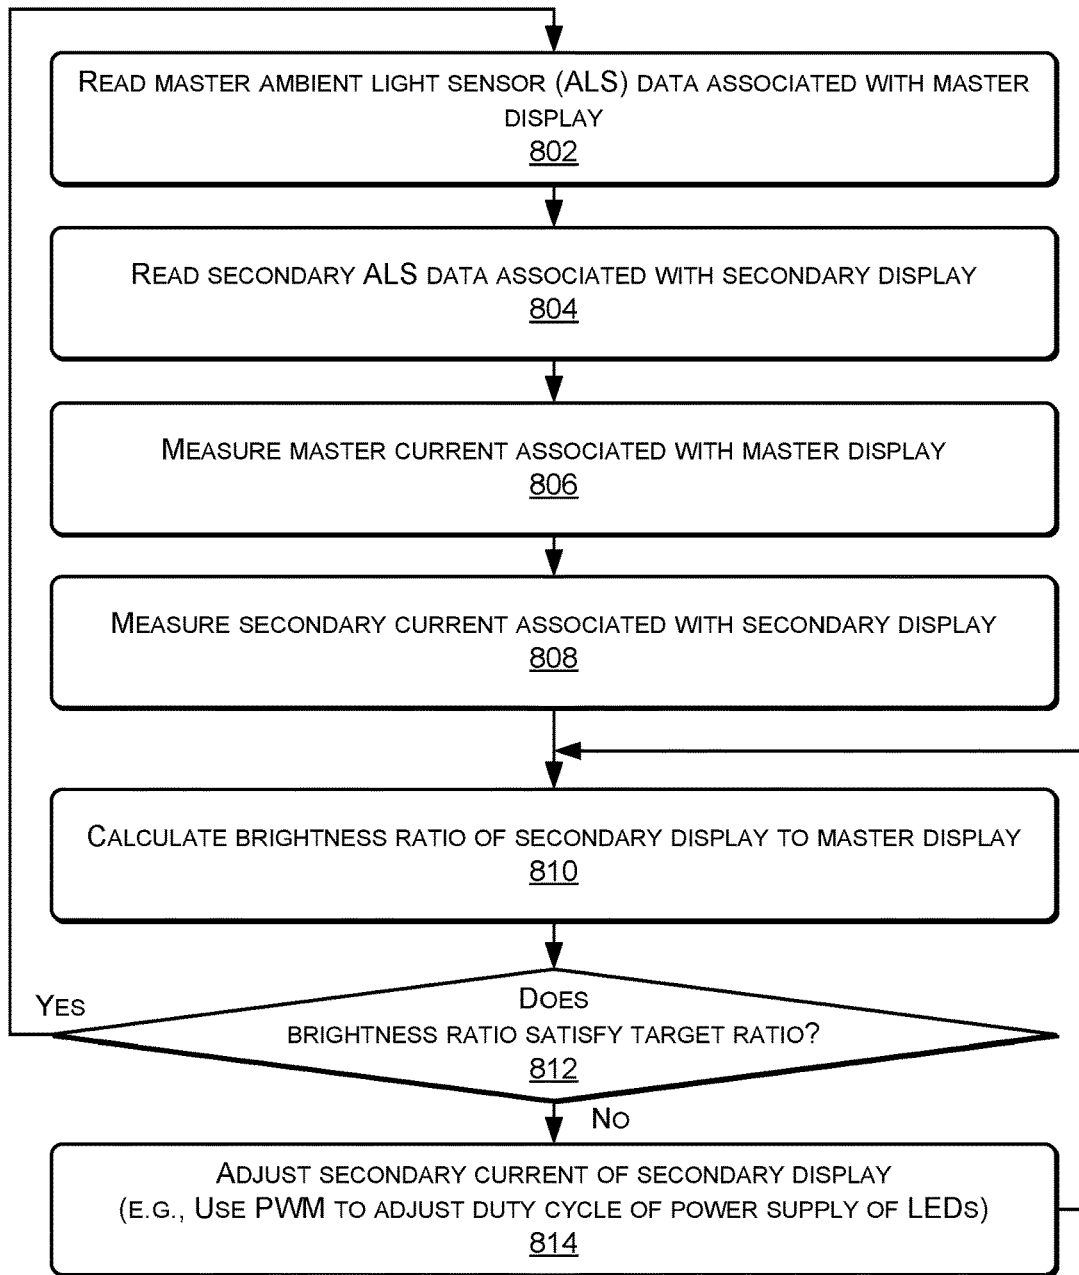 READ MASTER AMBIENT LIGHT SENSOR (ALS) DATA ASSOCIATED WITH MASTER
DISPLAY
802
READ SECONDARY ALS DATA ASSOCIATED WITH SECONDARY DISPLAY
804
MEASURE MASTER CURRENT ASSOCIATED WITH MASTER DISPLAY
806
MEASURE SECONDARY CURRENT ASSOCIATED WITH SECONDARY DISPLAY
808
CALCULATE BRIGHTNESS RATIO OF SECONDARY DISPLAY TO MASTER DISPLAY
810
YES
DOES
BRIGHTNESS RATIO SATISFY TARGET RATIO?
812
NO
ADJUST SECONDARY CURRENT OF SECONDARY DISPLAY
(E.G., USE PWM TO ADJUST DUTY CYCLE OF POWER SUPPLY OF LEDS)
814